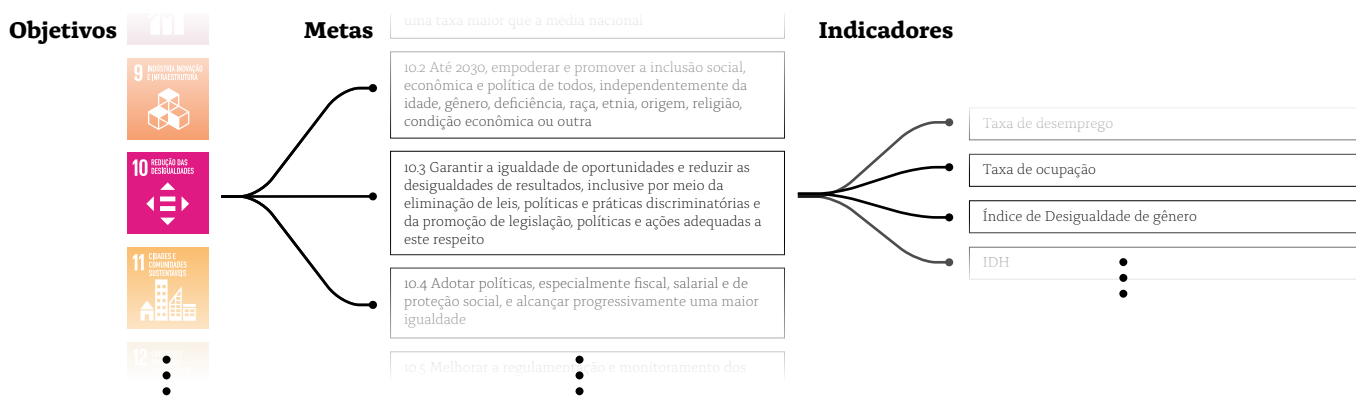 Objetivos
Metas
Indicadores
uma taxa maior que a média nacional
9 INDÚSTRIA INOVAÇÃO
E INFRAESTRUTURA
10.2 Até 2030, empoderar e promover a inclusão social,
econômica e política de todos, independentemente da
idade, gênero, deficiência, raça, etnia, origem, religião,
condição econômica ou outra
10 REDUÇÃO DAS
DESIGUALDADES
10.3 Garantir a igualdade de oportunidades e reduzir as
desigualdades de resultados, inclusive por meio da
eliminação de leis, políticas e práticas discriminatórias e
da promoção de legislação, políticas e ações adequadas a
este respeito
11 CIDADES E
COMUNIDADES
SUSTENTÁVEIS
10.4 Adotar políticas, especialmente fiscal, salarial e de
proteção social, e alcançar progressivamente uma maior
igualdade
12
10.5 Melhorar a regulamentação e monitoramento dos
Taxa de desemprego
Taxa de ocupação
Índice de Desigualdade de gênero
IDH